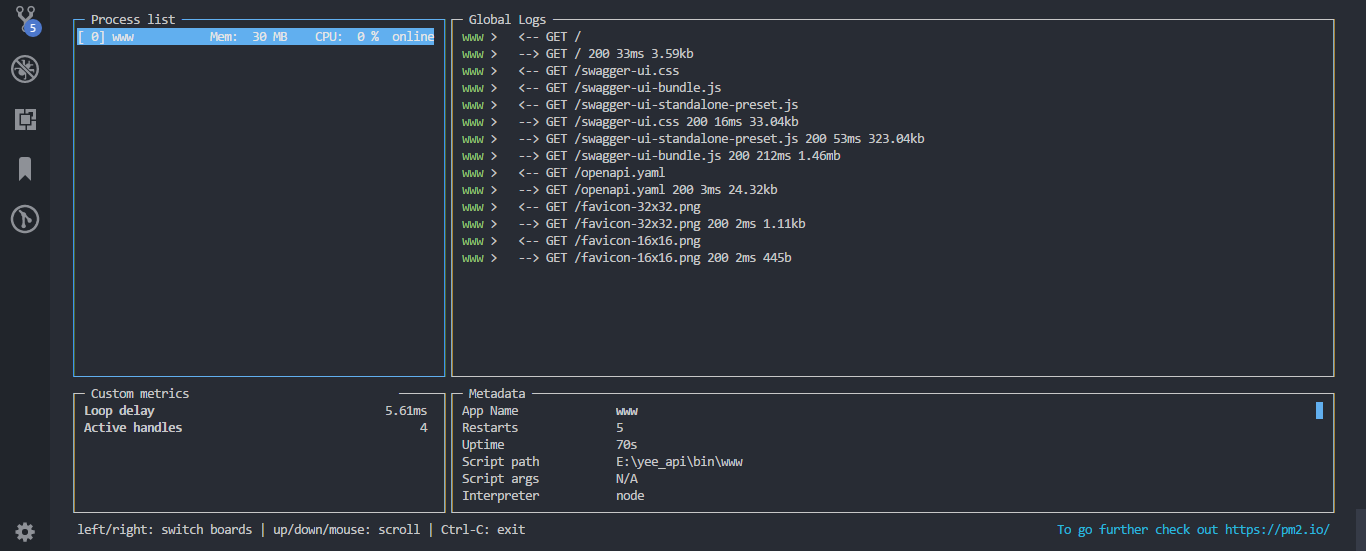 5
Process list
[ 0] www Mem: 30 MB CPU: 0 % online
Global Logs
www > <-- GET /
www > --> GET / 200 33ms 3.59kb
www > <-- GET /swagger-ui.css
www > <-- GET /swagger-ui-bundle.js
www > <-- GET /swagger-ui-standalone-preset.js
www > --> GET /swagger-ui.css 200 16ms 33.04kb
www > --> GET /swagger-ui-standalone-preset.js 200 53ms 323.04kb
www > --> GET /swagger-ui-bundle.js 200 212ms 1.46mb
www > <-- GET /openapi.yaml
www > --> GET /openapi.yaml 200 3ms 24.32kb
www > <-- GET /favicon-32x32.png
www > --> GET /favicon-32x32.png 200 2ms 1.11kb
www > <-- GET /favicon-16x16.png
www > --> GET /favicon-16x16.png 200 2ms 445b
Custom metrics
Loop delay 5.61ms
Active handles 4
Metadata
App Name www
Restarts 5
Uptime 70s
Script path E:\yee_api\bin\www
Script args N/A
Interpreter node
left/right: switch boards | up/down/mouse: scroll | Ctrl-C: exit
To go further check out https://pm2.io/